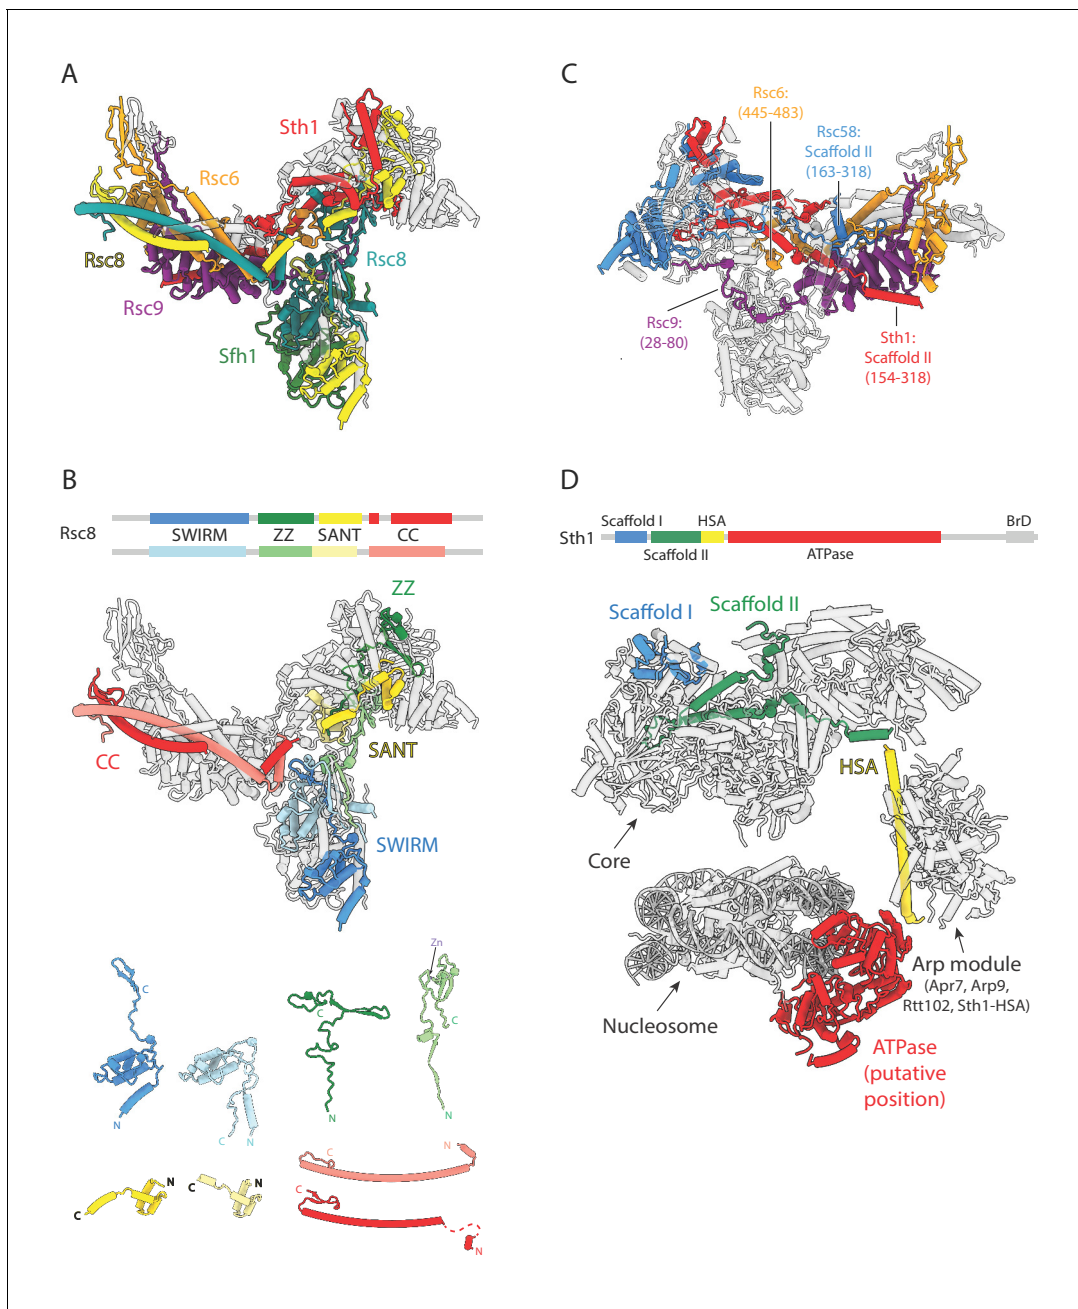 A
Sth1
Rsc6
Rsc8
Rsc8
Rsc9
Sfh1
C
Rsc6:
(445-483)
Rsc58:
Scaffold II
(163-318)
Rsc9:
(28-80)
Sth1:
Scaffold II
(154-318)
B
Rsc8
SWIRM
ZZ
SANT
CC
ZZ
SANT
CC
SWIRM
Zn
C
C
C
C
N
C
N
N
N
C
N
C
N
C
N
C
N
D
Scaffold I
HSA
Sth1
BrD
Scaffold II
ATPase
Scaffold I
Scaffold II
HSA
Core
Arp module
(Apr7, Arp9,
Rtt102, Sth1-HSA)
Nucleosome
ATPase
(putative
position)